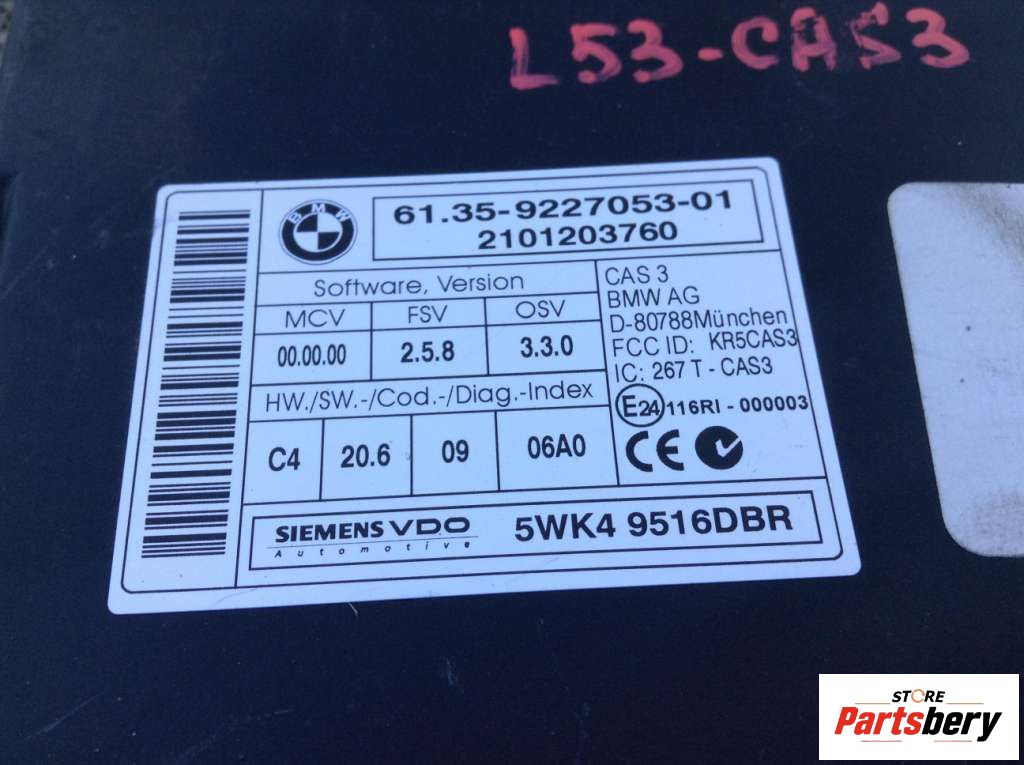 L53-CAS3
BMW
61.35-9227053-01
2101203760
Software, Version
MCV FSV OSV
00.00.00 2.5.8 3.3.0
HW./SW.-/Cod.-/Diag.-Index
C4 20.6 09 06A0
CAS 3
BMW AG
D-80788München
FCC ID: KR5CAS3
IC: 267 T - CAS3
E24 116RI - 000003
CE
SIEMENS VDO
Automotive
5WK4 9516DBR
STORE
Partsbery